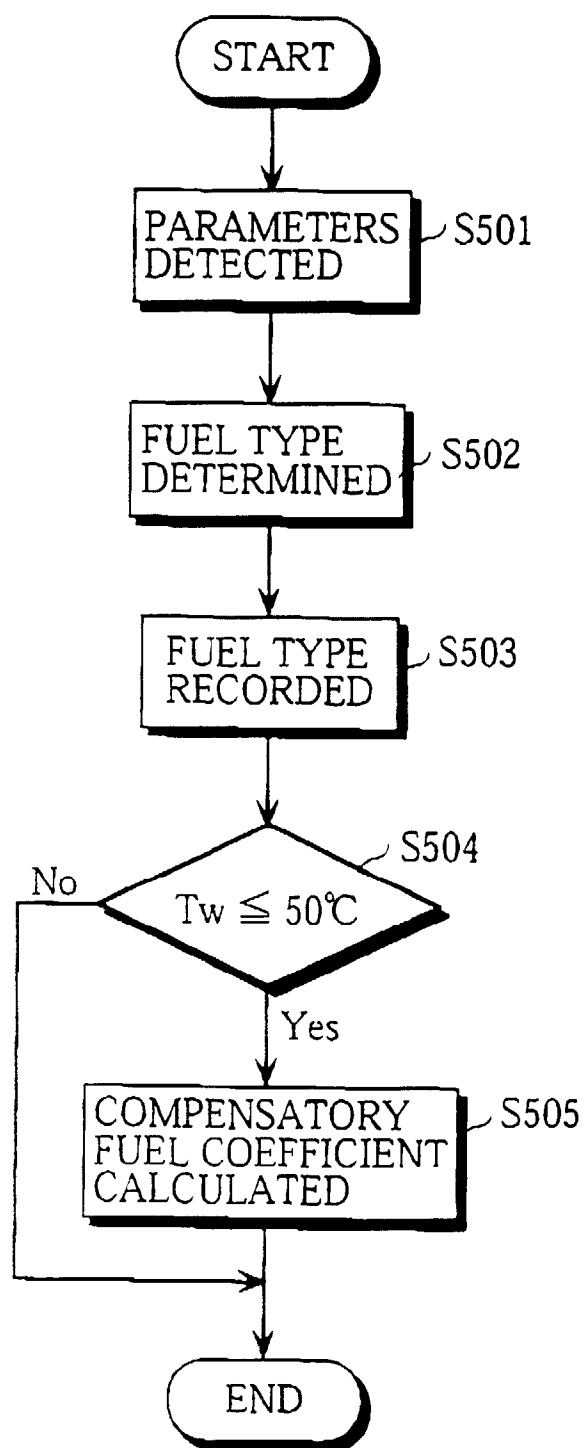 START
PARAMETERS
DETECTED
S501
FUEL TYPE
DETERMINED
S502
FUEL TYPE
RECORDED
S503
S504
No
Tw ≦ 50℃
Yes
COMPENSATORY
FUEL COEFFICIENT
CALCULATED
S505
END